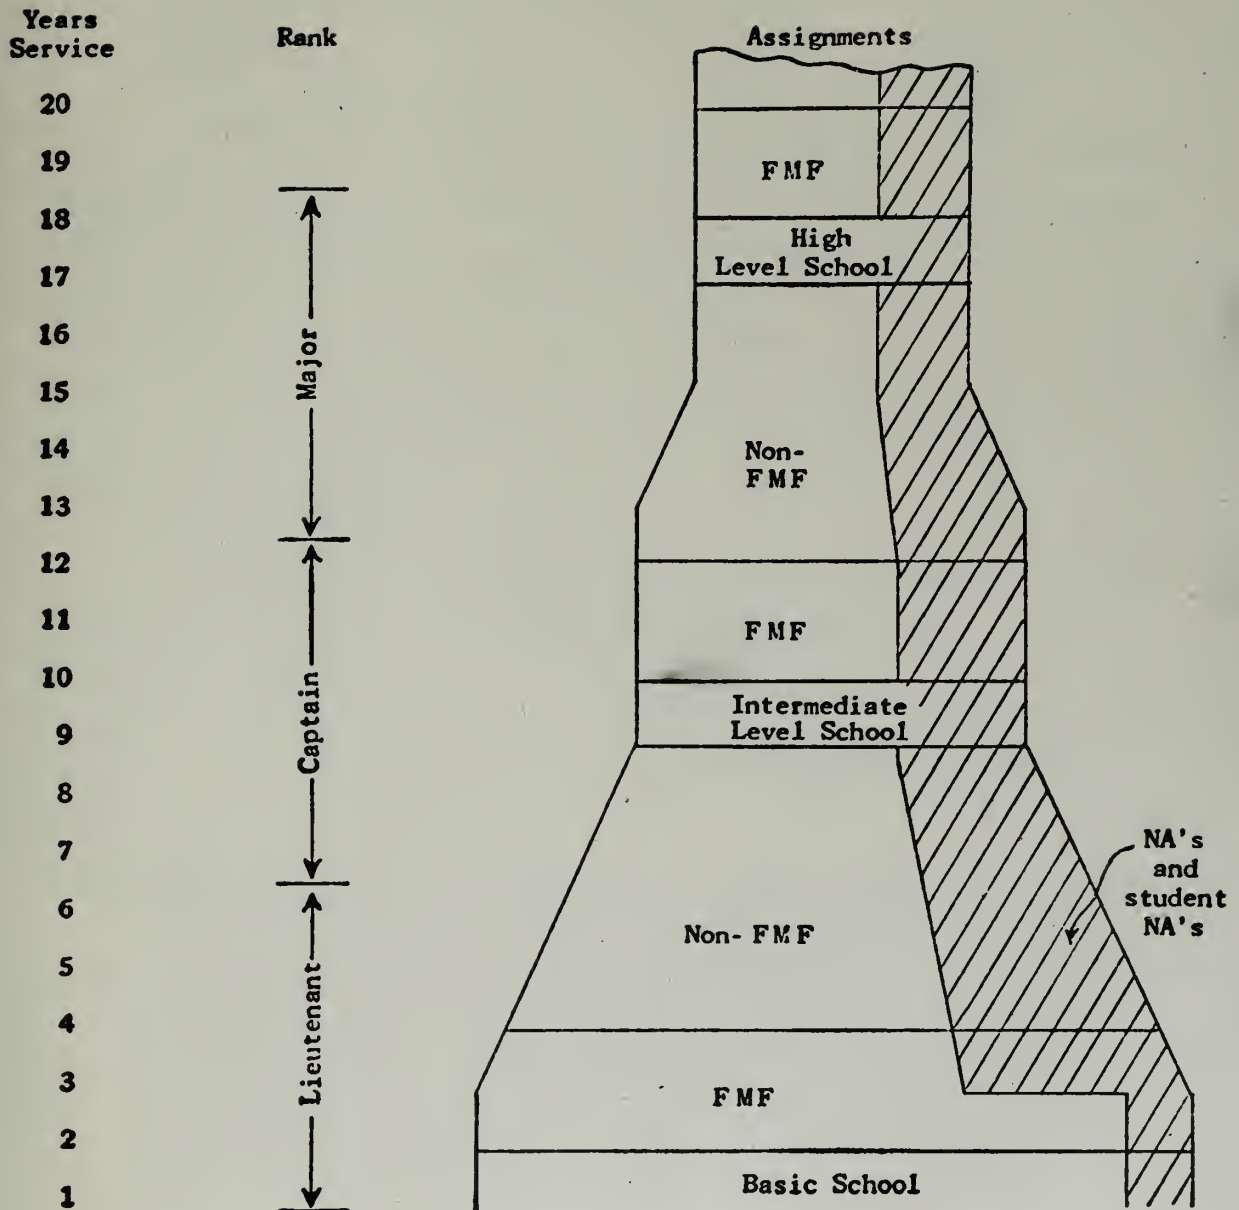 Years
Service
Rank
Assignments
20
19
18
17
16
15
14
13
12
11
10
9
8
7
6
5
4
3
2
1
Major
Captain
Lieutenant
FMF
High
Level School
Non-
FMF
FMF
Intermediate
Level School
Non-FMF
FMF
Basic School
NA's
and
student
NA's